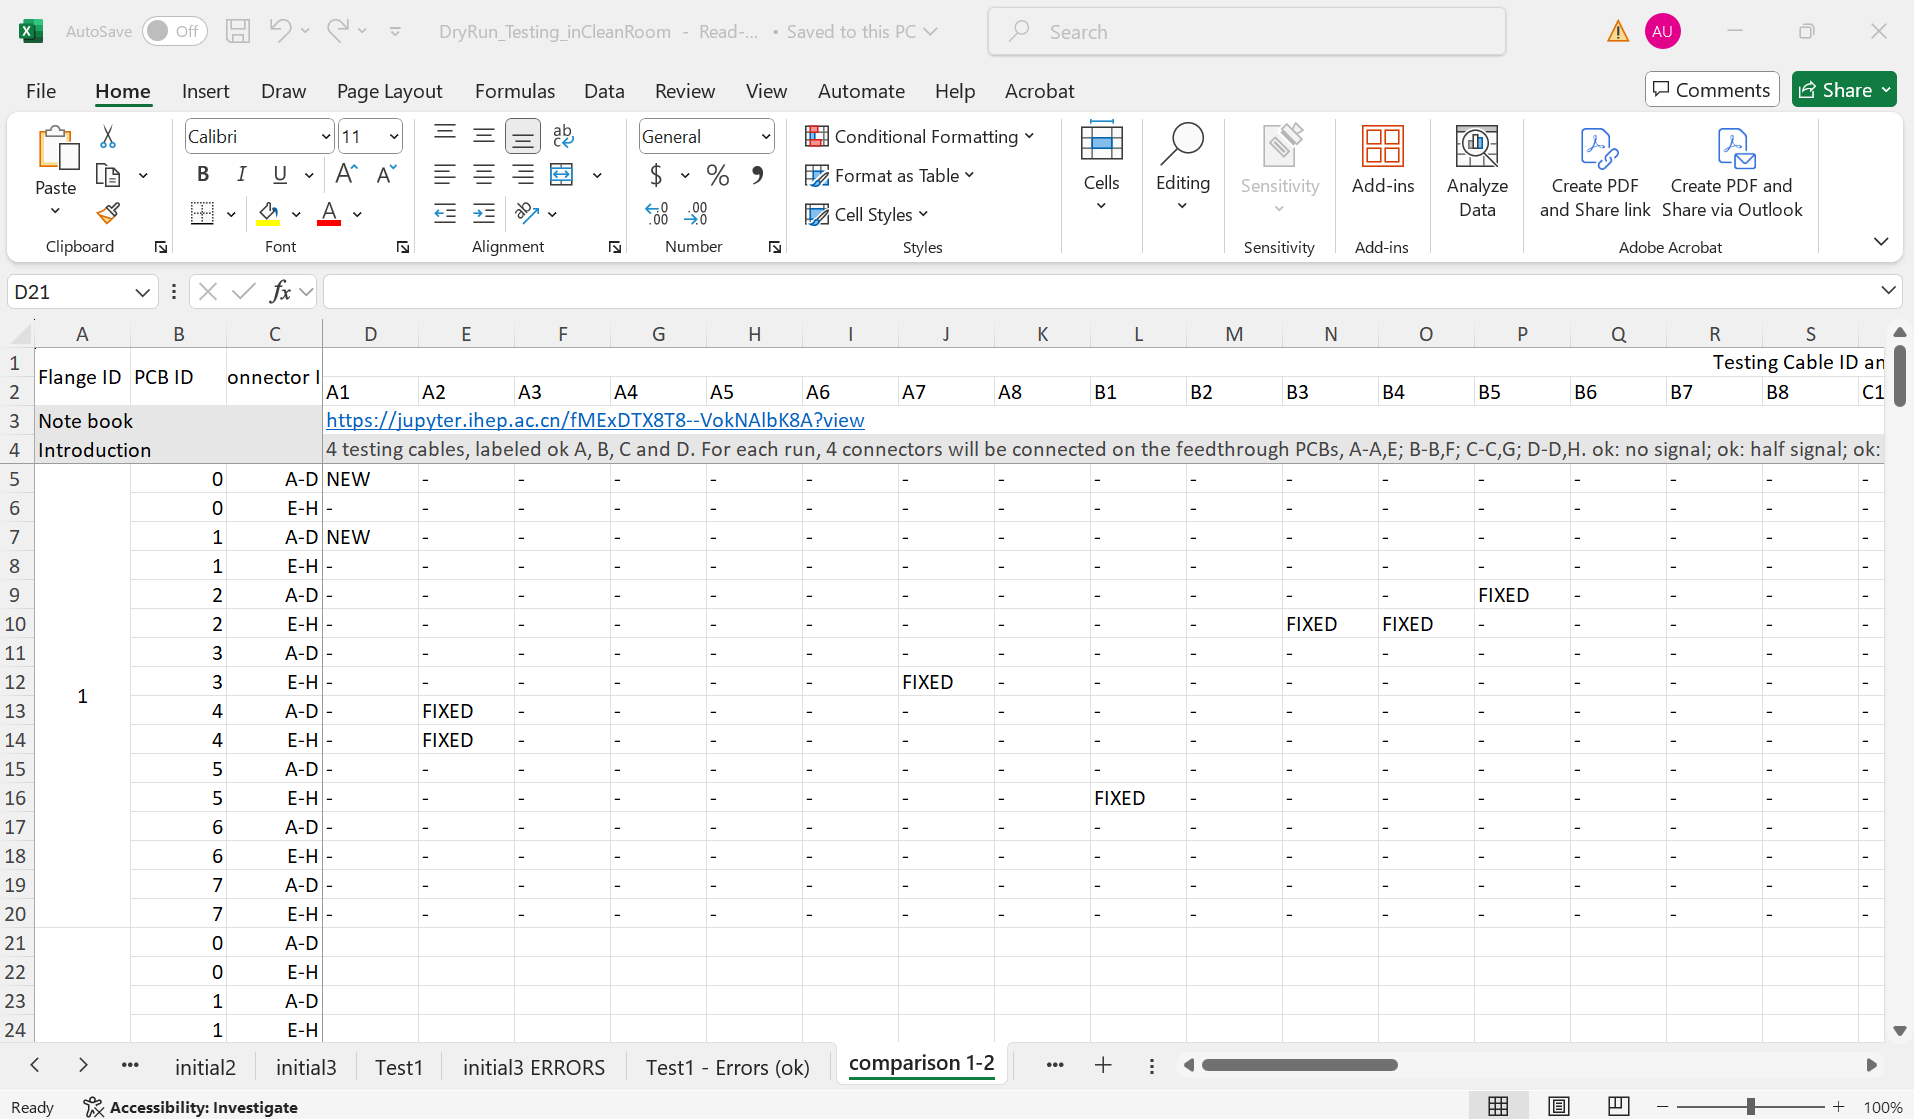 AutoSave Off DryRun_Testing_inCleanRoom - Read-... • Saved to this PC Search AU
File Home Insert Draw Page Layout Formulas Data Review View Automate Help Acrobat Comments Share
Paste Calibri 11 General Conditional Formatting Format as Table Cell Styles Cells Editing Sensitivity Add-ins Analyze Data Create PDF and Share link Create PDF and Share via Outlook
Clipboard Font Alignment Number Styles Sensitivity Add-ins Adobe Acrobat
D21 fx
A B C D E F G H I J K L M N O P Q R S
1 Flange ID PCB ID onnector I Testing Cable ID an
2 A1 A2 A3 A4 A5 A6 A7 A8 B1 B2 B3 B4 B5 B6 B7 B8 C1
3 Note book https://jupyter.ihep.ac.cn/fMExDTX8T8--VokNAlbK8A?view
4 Introduction 4 testing cables, labeled ok A, B, C and D. For each run, 4 connectors will be connected on the feedthrough PCBs, A-A,E; B-B,F; C-C,G; D-D,H. ok: no signal; ok: half signal; ok:
5 0 A-D NEW - - - - - - - - - - - - - - - -
6 0 E-H - - - - - - - - - - - - - - - - -
7 1 A-D NEW - - - - - - - - - - - - - - - -
8 1 E-H - - - - - - - - - - - - - - - - -
9 2 A-D - - - - - - - - - - - - FIXED - - - -
10 2 E-H - - - - - - - - - - FIXED FIXED - - - - -
11 3 A-D - - - - - - - - - - - - - - - - -
12 1 3 E-H - - - - - - FIXED - - - - - - - - - -
13 4 A-D - FIXED - - - - - - - - - - - - - - -
14 4 E-H - FIXED - - - - - - - - - - - - - - -
15 5 A-D - - - - - - - - - - - - - - - - -
16 5 E-H - - - - - - - - FIXED - - - - - - - -
17 6 A-D - - - - - - - - - - - - - - - - -
18 6 E-H - - - - - - - - - - - - - - - - -
19 7 A-D - - - - - - - - - - - - - - - - -
20 7 E-H - - - - - - - - - - - - - - - - -
21 0 A-D
22 0 E-H
23 1 A-D
24 1 E-H
initial2 initial3 Test1 initial3 ERRORS Test1 - Errors (ok) comparison 1-2
Ready Accessibility: Investigate 100%